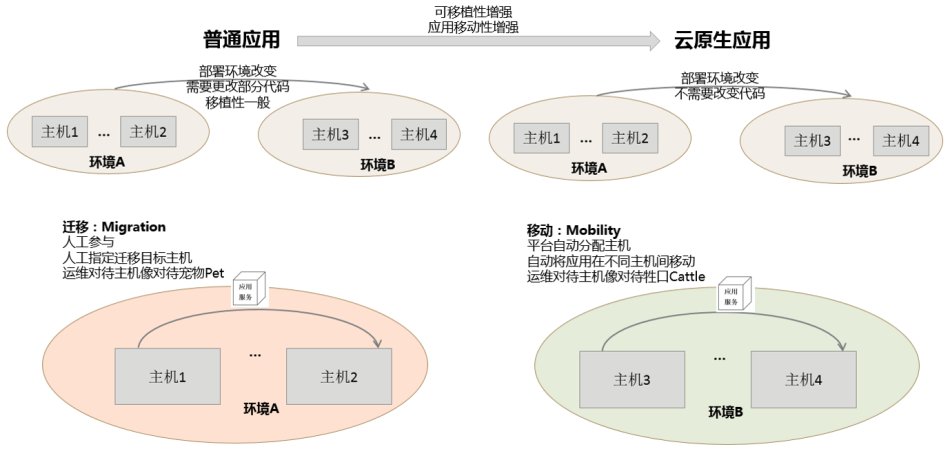 可移植性增强
应用移动性增强
普通应用
云原生应用
部署环境改变
需要更改部分代码
移植性一般
主机1
...
主机2
环境A
主机3
...
主机4
环境B
部署环境改变
不需要改变代码
主机1
...
主机2
环境A
主机3
...
主机4
环境B
迁移：Migration
人工参与
人工指定迁移目标主机
运维对待主机像对待宠物Pet
应用
服务
主机1
...
主机2
环境A
移动：Mobility
平台自动分配主机
自动将应用在不同主机间移动
运维对待主机像对待牲口Cattle
应用
服务
主机3
...
主机4
环境B